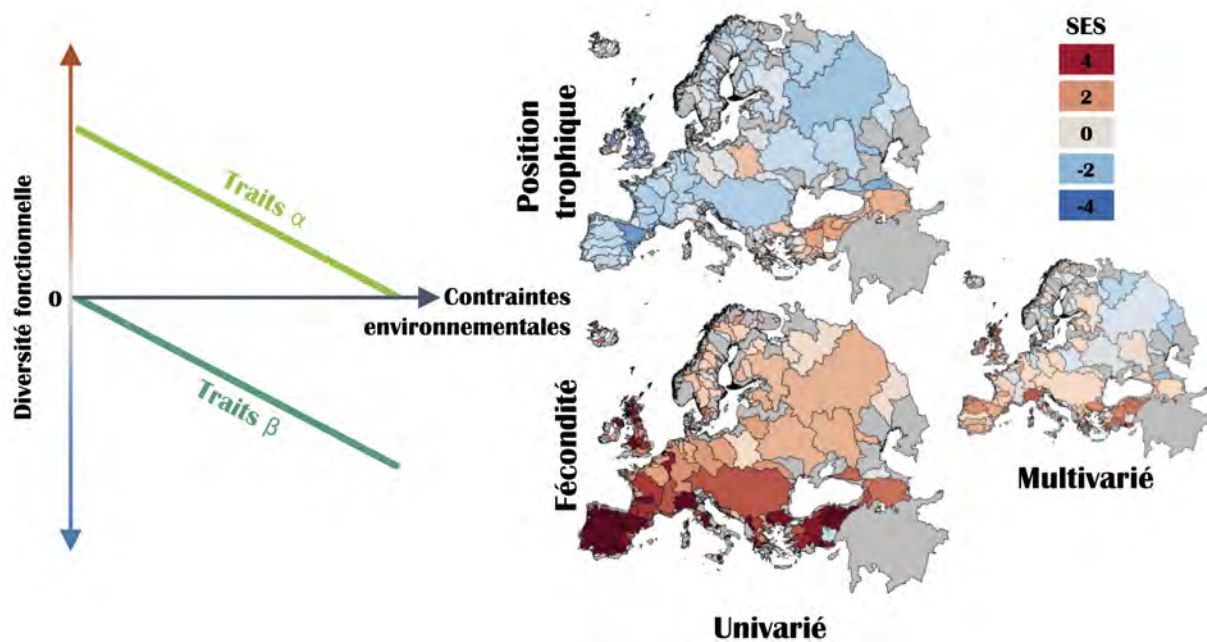 Diversité fonctionnelle
0
Traits α
Traits β
Contraintes
environnementales
Position
trophique
Fécondité
Univarié
SES
4
2
0
-2
-4
Multivarié